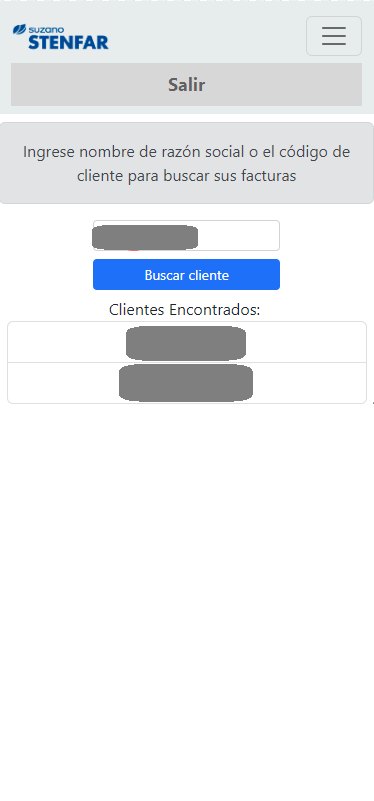 suzano
STENFAR
Salir
Ingrese nombre de razón social o el código de
cliente para buscar sus facturas
Buscar cliente
Clientes Encontrados: